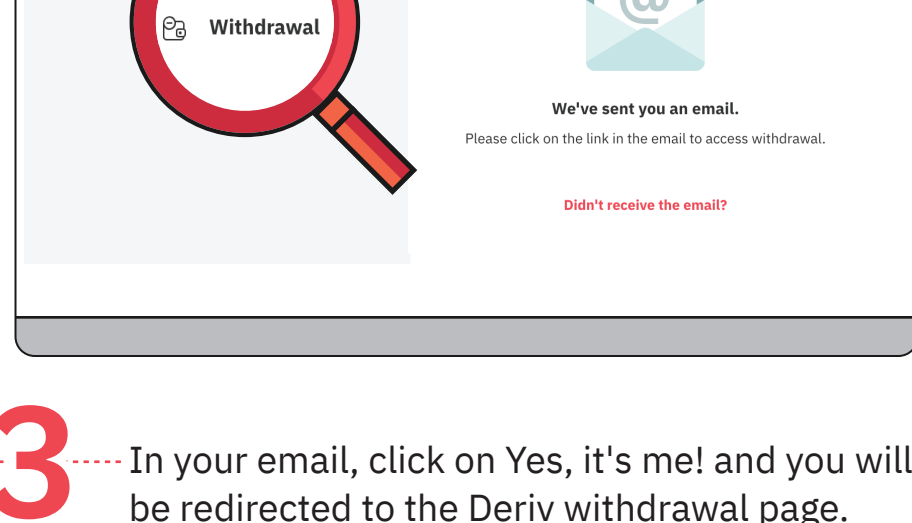 Withdrawal
@
We've sent you an email.
Please click on the link in the email to access withdrawal.
Didn't receive the email?
3
In your email, click on Yes, it's me! and you will
be redirected to the Deriv withdrawal page.